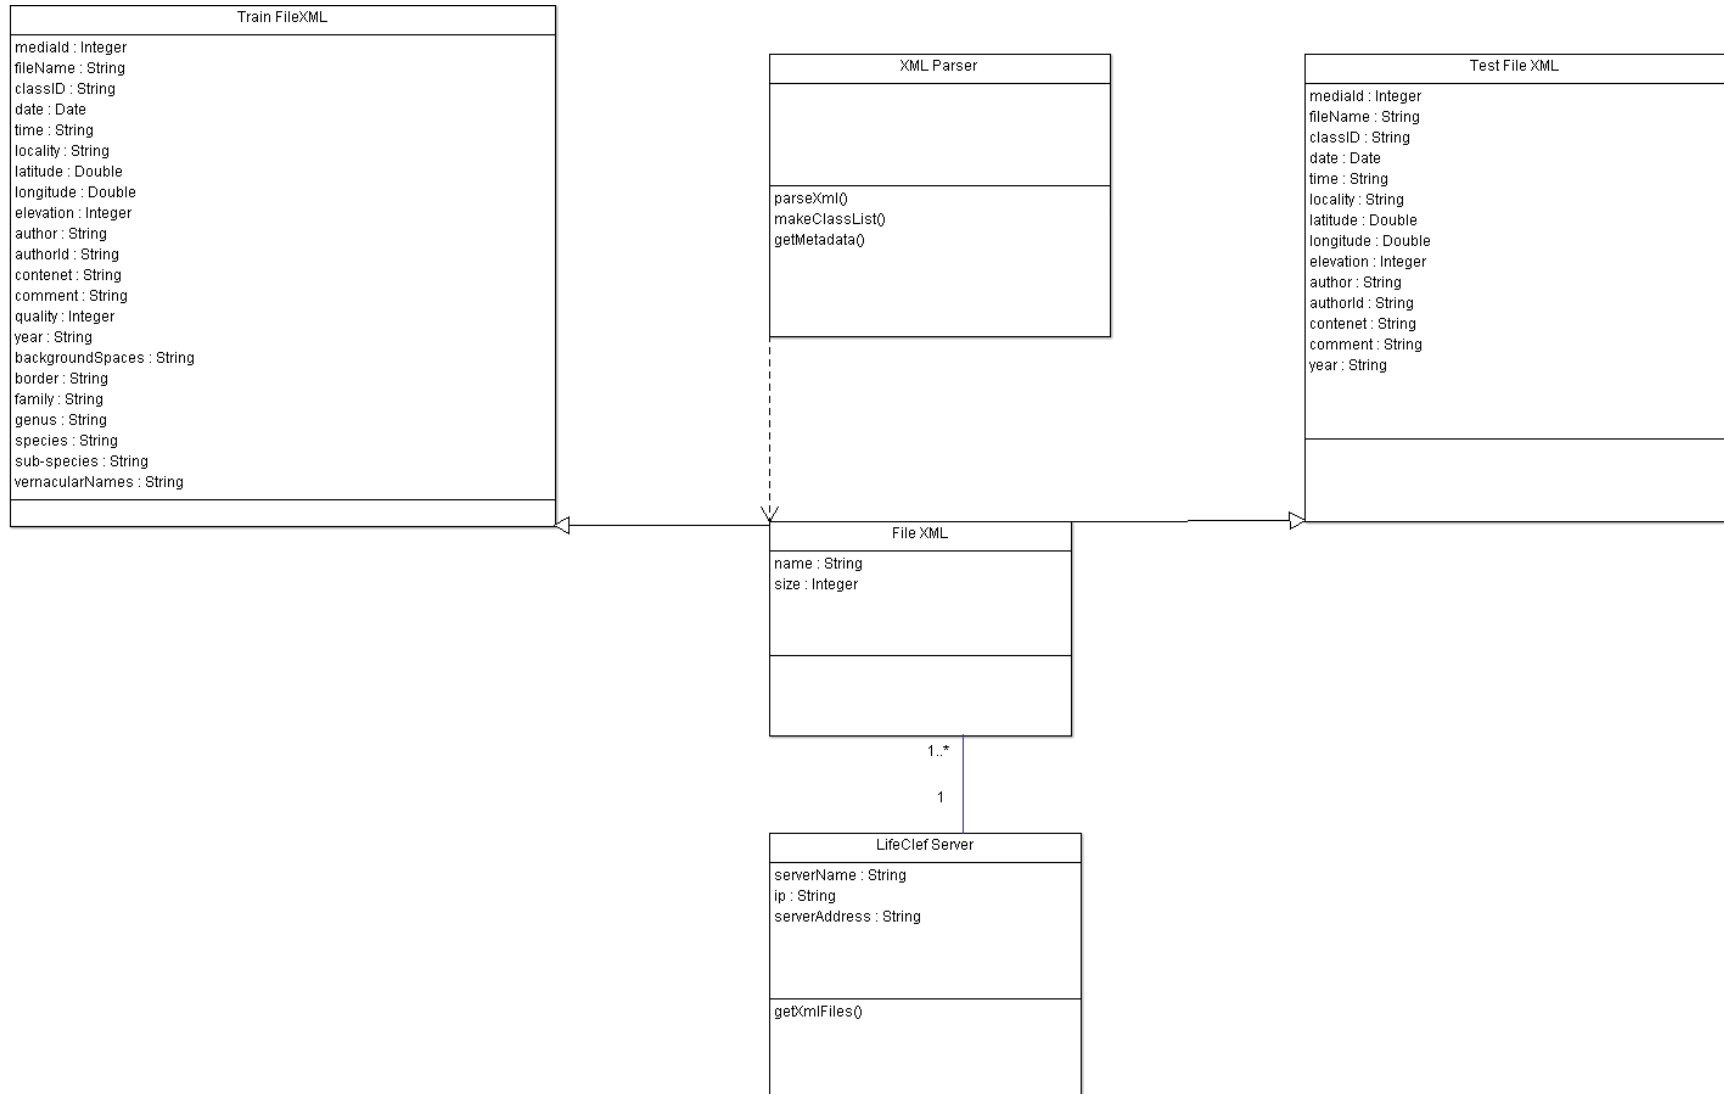 Train FileXML
mediaId : Integer
fileName : String
classID : String
date : Date
time : String
locality : String
latitude : Double
longitude : Double
elevation : Integer
author : String
authorId : String
contenet : String
comment : String
quality : Integer
year : String
backgroundSpaces : String
border : String
family : String
genus : String
species : String
sub-species : String
vernacularNames : String
XML Parser
parseXml()
makeClassList()
getMetadata()
Test File XML
mediaId : Integer
fileName : String
classID : String
date : Date
time : String
locality : String
latitude : Double
longitude : Double
elevation : Integer
author : String
authorId : String
contenet : String
comment : String
year : String
File XML
name : String
size : Integer
1..*
1
LifeClef Server
serverName : String
ip : String
serverAddress : String
getXmlFiles()